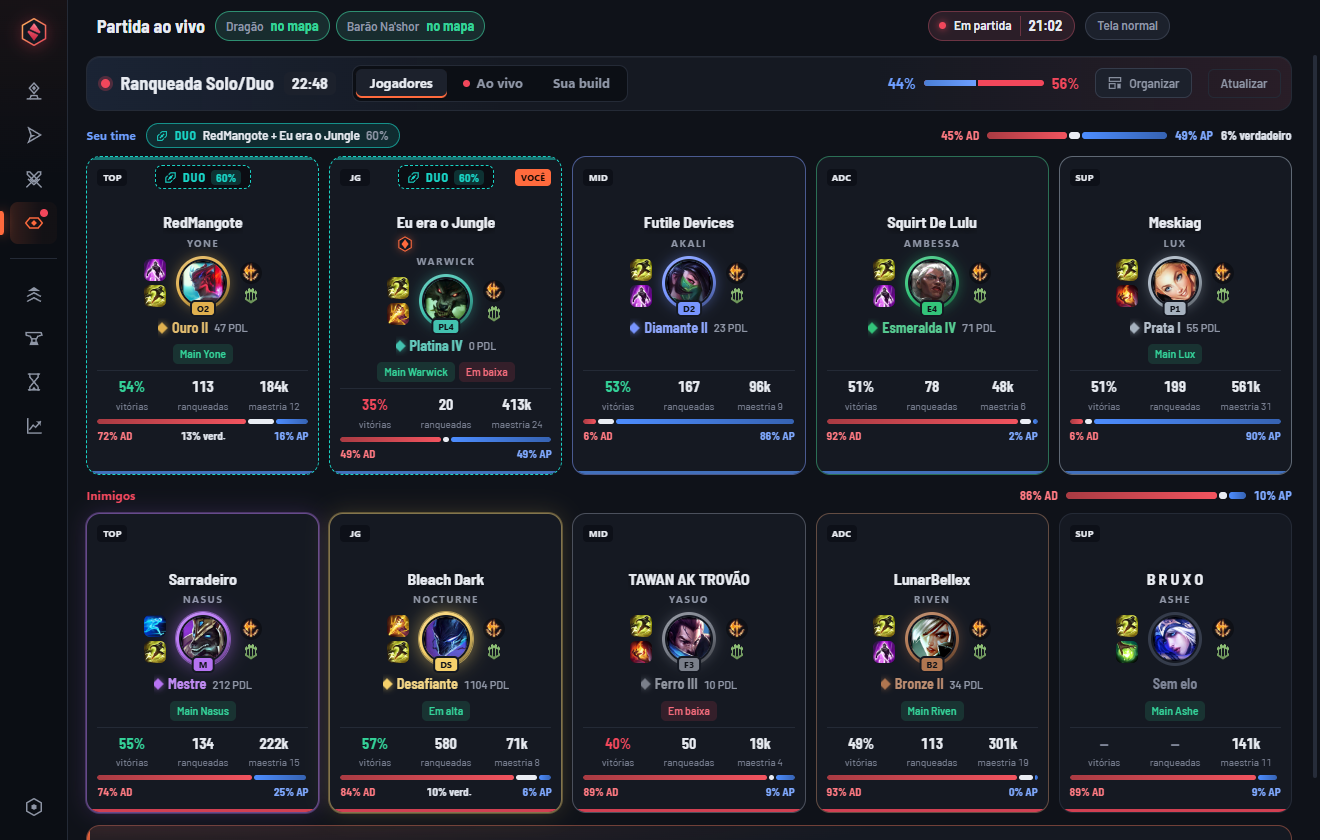 Partida ao vivo Dragão no mapa Barão Na'shor no mapa Em partida 21:02 Tela normal
Ranqueada Solo/Duo 22:48 Jogadores Ao vivo Sua build 44% 56% Organizar Atualizar
Seu time DUO RedMangote + Eu era o Jungle 60% 45% AD 49% AP 6% verdadeiro
TOP DUO 60%
RedMangote
YONE
O2
Ouro II 47 PDL
Main Yone
54% 113 184k
vitórias ranqueadas maestria 12
72% AD 13% verd. 16% AP
JG DUO 60% VOCÊ
Eu era o Jungle
WARWICK
PL4
Platina IV 0 PDL
Main Warwick Em baixa
35% 20 413k
vitórias ranqueadas maestria 24
49% AD 49% AP
MID
Futile Devices
AKALI
D2
Diamante II 23 PDL
53% 167 96k
vitórias ranqueadas maestria 9
6% AD 86% AP
ADC
Squirt De Lulu
AMBESSA
E4
Esmeralda IV 71 PDL
51% 78 48k
vitórias ranqueadas maestria 6
92% AD 2% AP
SUP
Meskiag
LUX
P1
Prata I 55 PDL
Main Lux
51% 199 561k
vitórias ranqueadas maestria 31
6% AD 90% AP
Inimigos 86% AD 10% AP
TOP
Sarradeiro
NASUS
M
Mestre 212 PDL
Main Nasus
55% 134 222k
vitórias ranqueadas maestria 15
74% AD 25% AP
JG
Bleach Dark
NOCTURNE
DS
Desafiante 1104 PDL
Em alta
57% 580 71k
vitórias ranqueadas maestria 8
84% AD 10% verd. 6% AP
MID
TAWAN AK TROVÃO
YASUO
F3
Ferro III 10 PDL
Em baixa
40% 50 19k
vitórias ranqueadas maestria 4
89% AD 9% AP
ADC
LunarBellex
RIVEN
B2
Bronze II 34 PDL
Main Riven
49% 113 301k
vitórias ranqueadas maestria 19
93% AD 0% AP
SUP
B R U X O
ASHE
Sem elo
Main Ashe
– – 141k
vitórias ranqueadas maestria 11
89% AD 9% AP